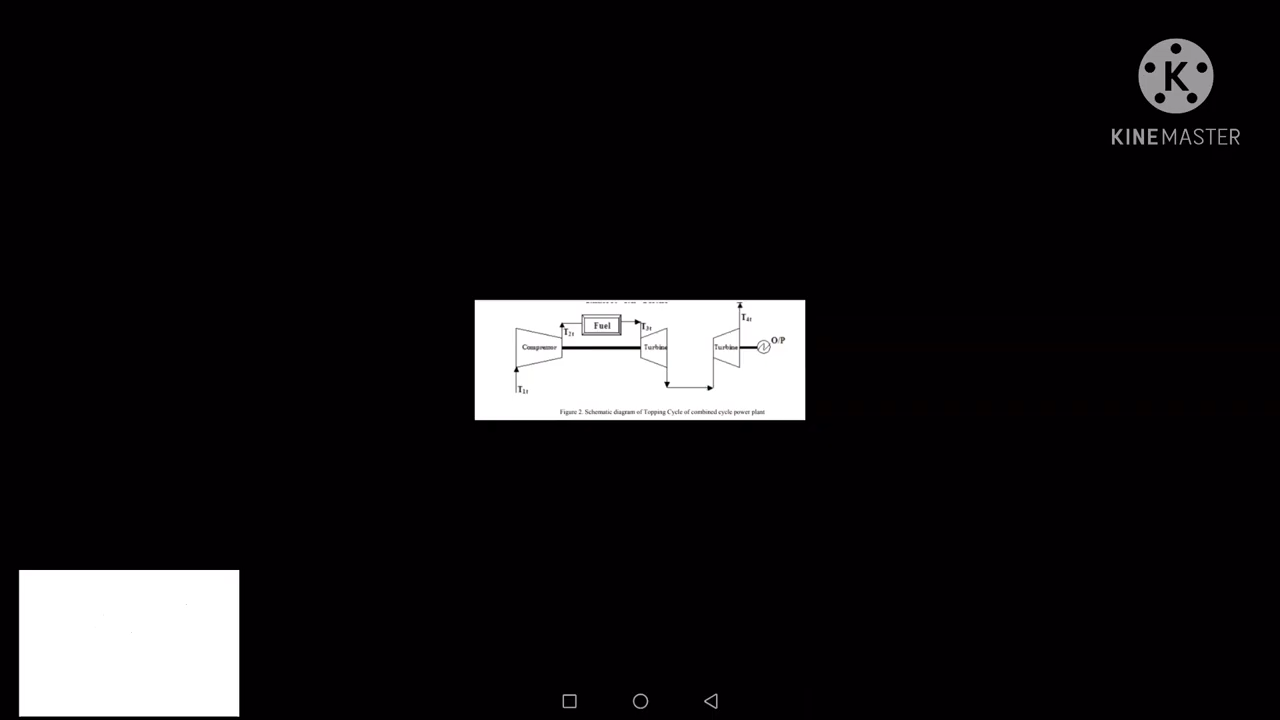 KINEMASTER
Fuel
T3t
T2t
T4t
Compressor
Turbine
Turbine
O/P
Figure 2. Schematic diagram of Topping Cycle of combined cycle power plant